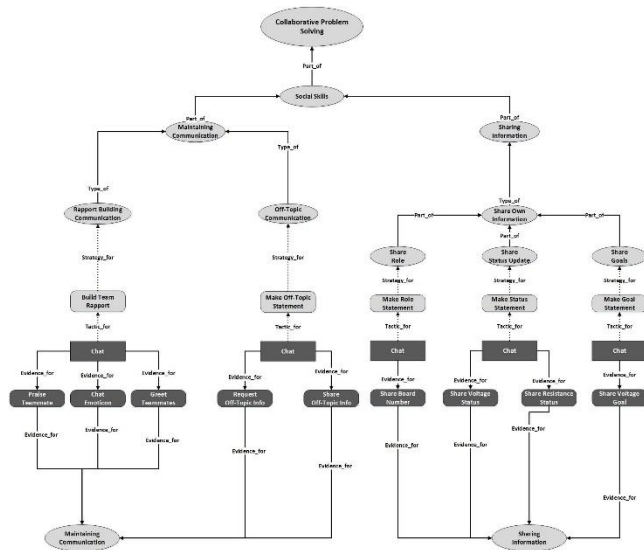 Collaborative Problem
Solving
Part_of
Social Skills
Part_of
Part_of
Maintaining
Communication
Sharing
Information
Type_of
Type_of
Type_of
Rapport Building
Communication
Off-Topic
Communication
Share Own
Information
Part_of
Part_of
Part_of
Share
Role
Share
Status Update
Share
Goals
Strategy_for
Strategy_for
Strategy_for
Strategy_for
Strategy_for
Build Team
Rapport
Make Off-Topic
Statement
Make Role
Statement
Make Status
Statement
Make Goal
Statement
Tactic_for
Tactic_for
Tactic_for
Tactic_for
Tactic_for
Chat
Chat
Chat
Chat
Chat
Evidence_for
Evidence_for
Evidence_for
Evidence_for
Evidence_for
Evidence_for
Evidence_for
Evidence_for
Evidence_for
Praise
Teammate
Chat
Emoticon
Greet
Teammates
Request
Off-Topic Info
Share
Off-Topic Info
Share Board
Number
Share Voltage
Status
Share Resistance
Status
Share Voltage
Goal
Evidence_for
Evidence_for
Evidence_for
Evidence_for
Evidence_for
Evidence_for
Evidence_for
Evidence_for
Evidence_for
Maintaining
Communication
Sharing
Information